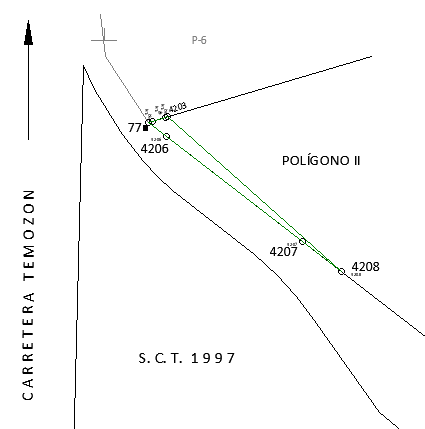 P-6
4203
77
4206
POLÍGONO II
4207
4208
CARRETERA TEMOZON
S.C.T. 1997